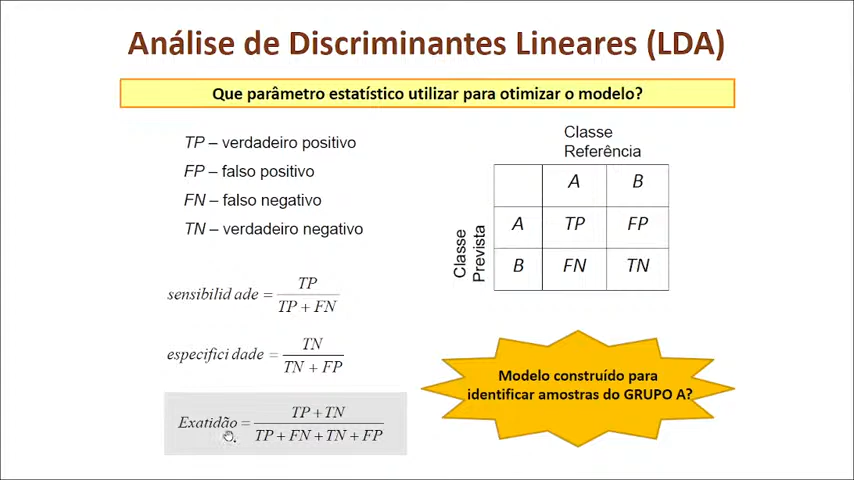 Análise de Discriminantes Lineares (LDA)
Que parâmetro estatístico utilizar para otimizar o modelo?
TP – verdadeiro positivo
FP – falso positivo
FN – falso negativo
TN – verdadeiro negativo
sensibilid ade = TP / TP + FN
especifici dade = TN / TN + FP
Exatidão = TP + TN / TP + FN + TN + FP
Classe
Referência
A B
Classe
Prevista
A TP FP
B FN TN
Modelo construído para
identificar amostras do GRUPO A?